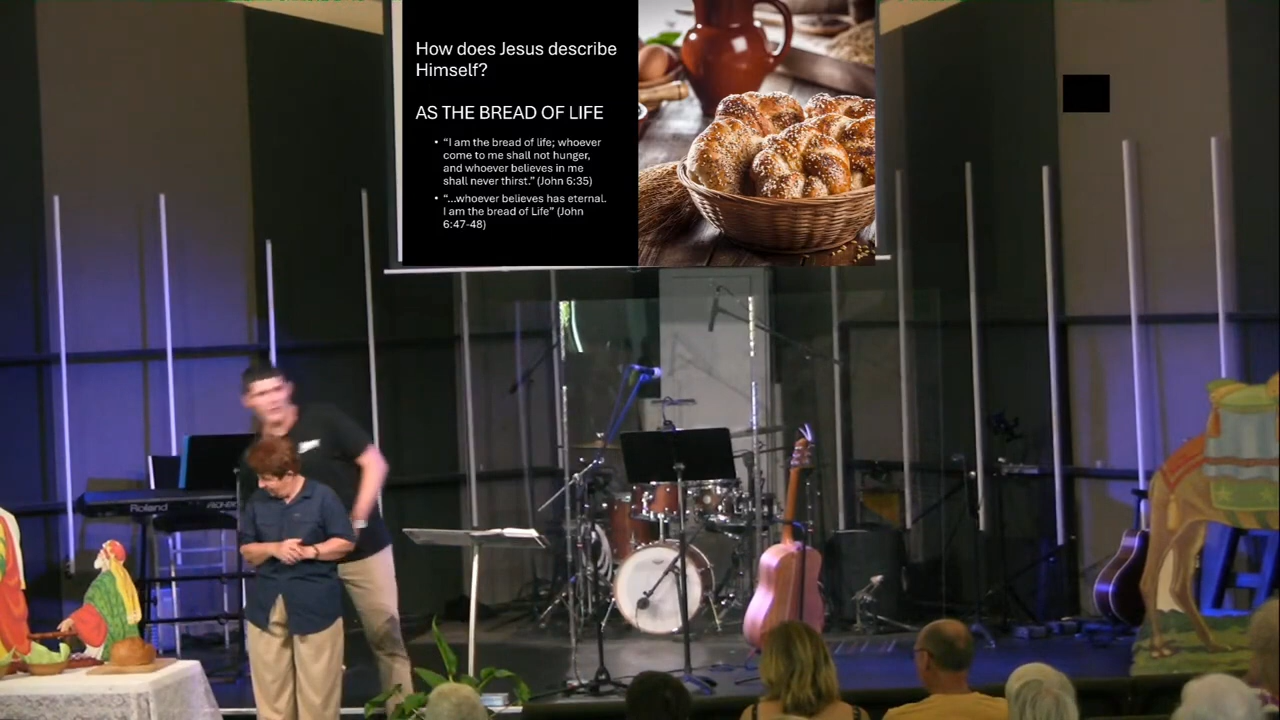 How does Jesus describe
Himself?
AS THE BREAD OF LIFE
• “I am the bread of life; whoever
come to me shall not hunger,
and whoever believes in me
shall never thirst.” (John 6:35)
• “...whoever believes has eternal.
I am the bread of Life” (John
6:47-48)
Roland